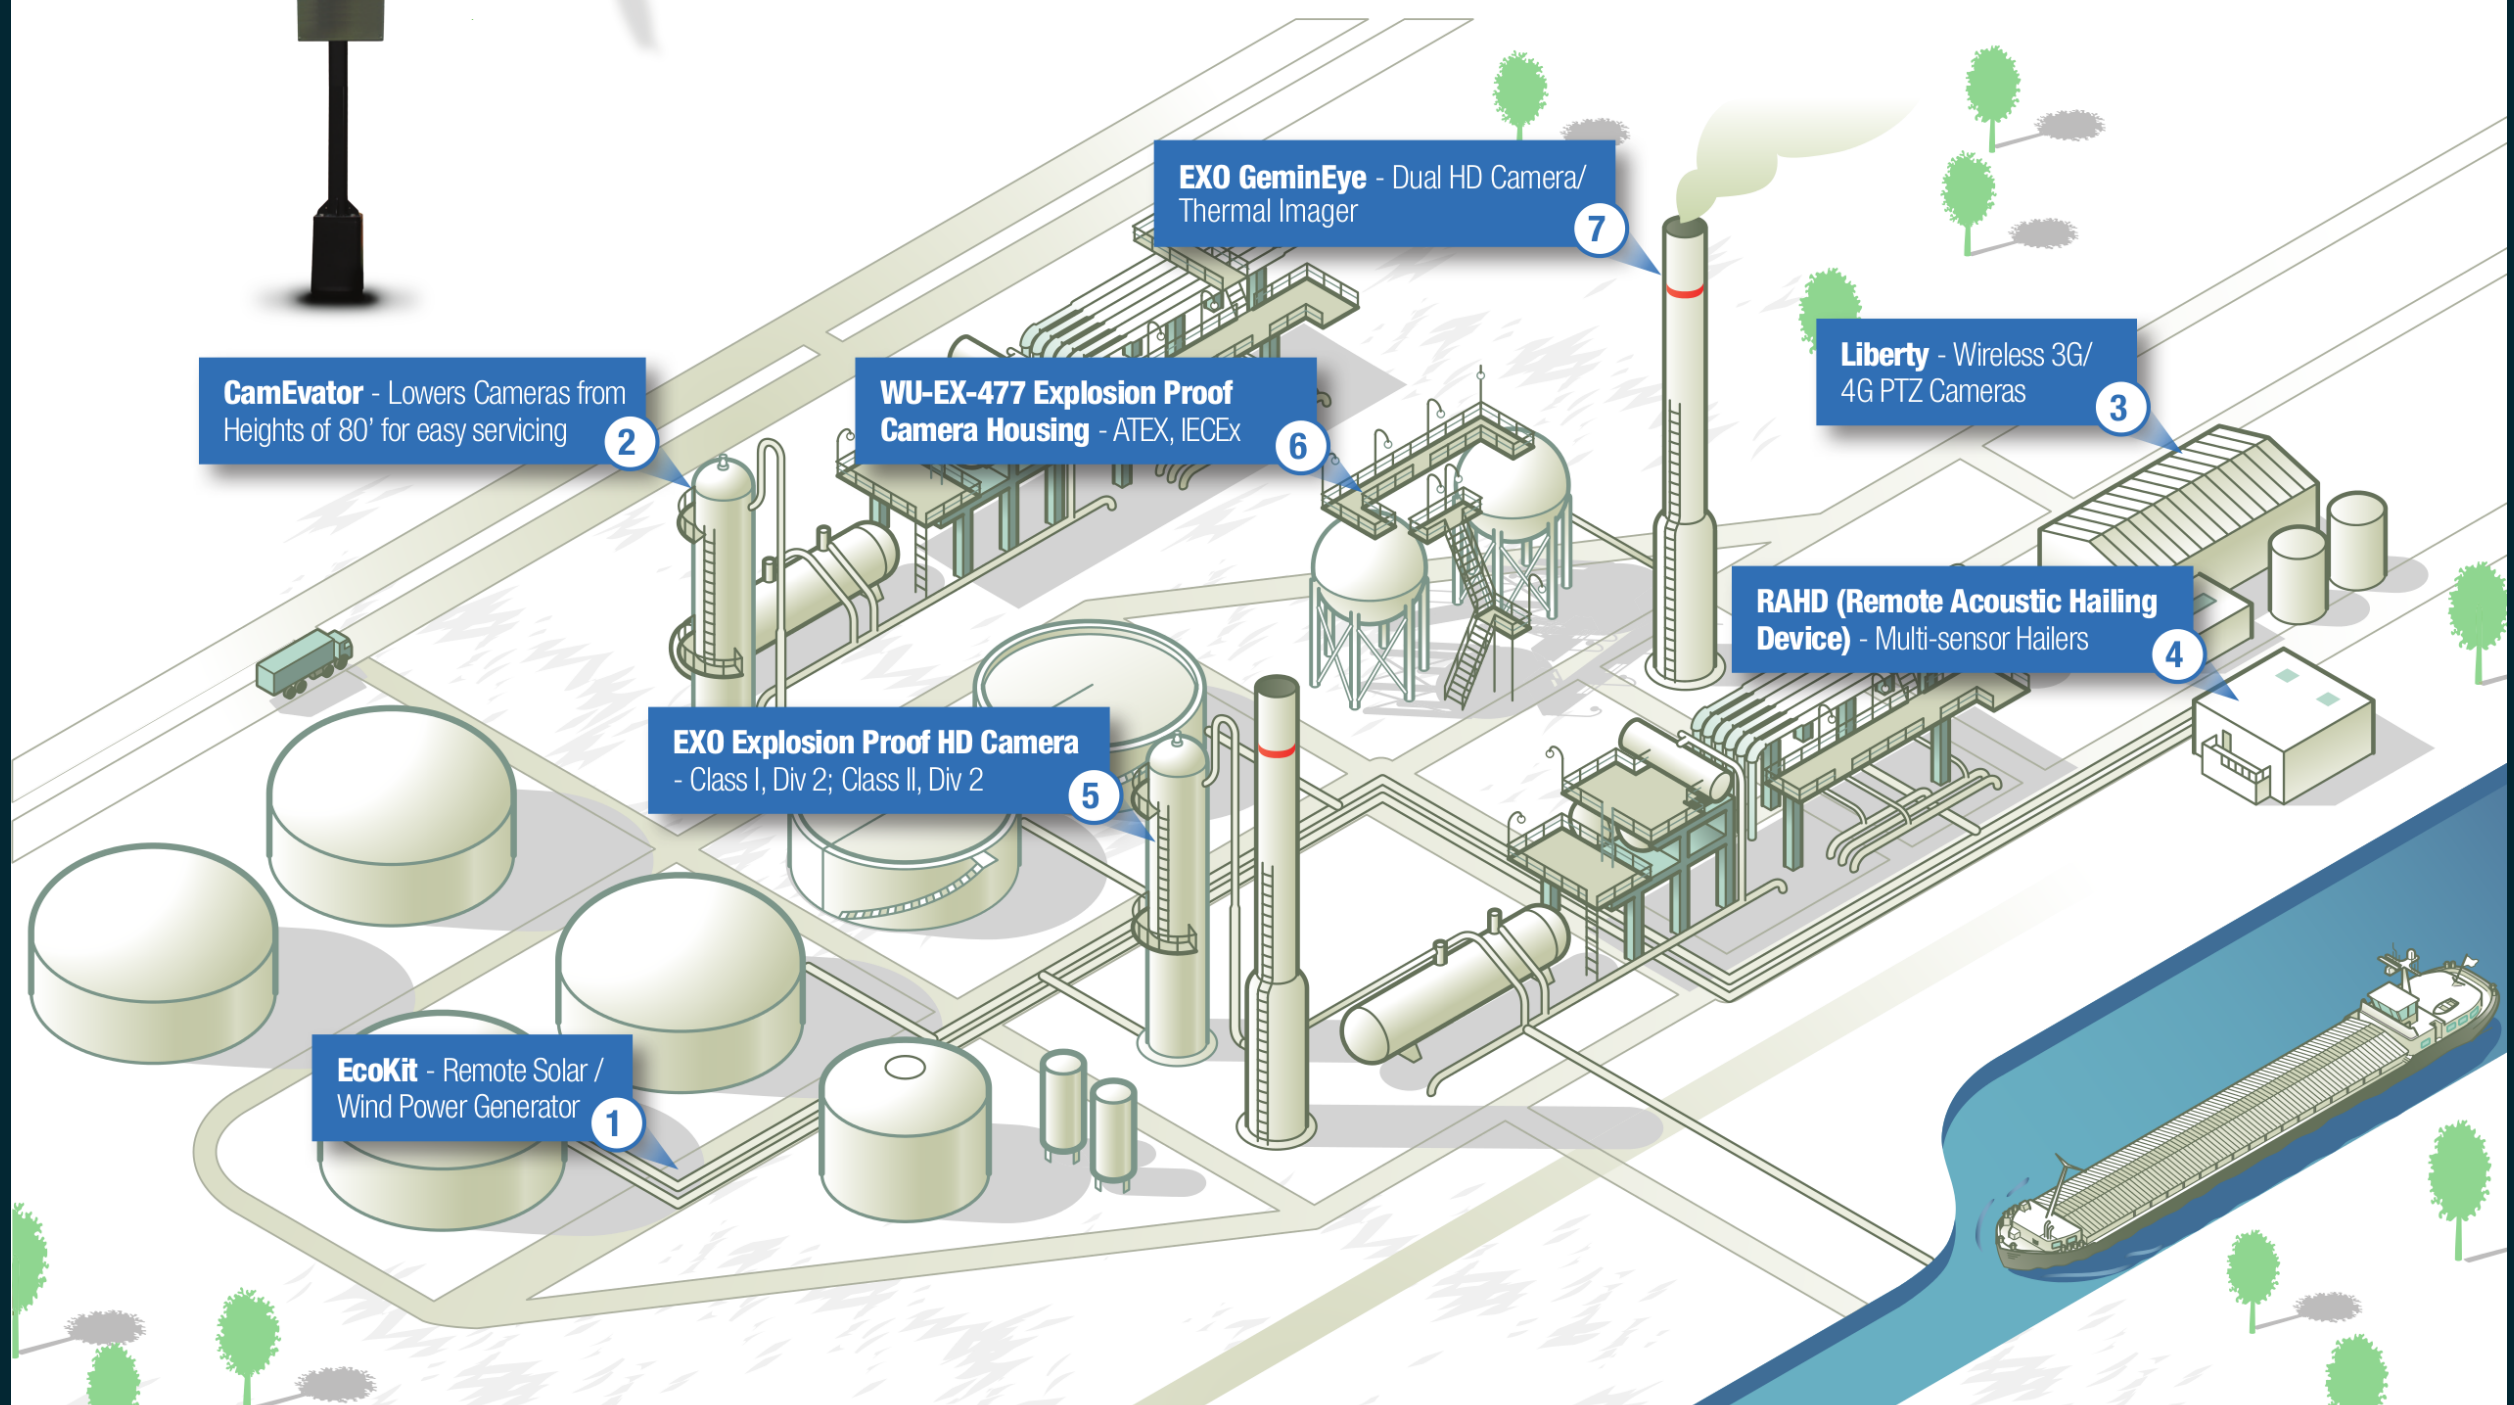 EXO GeminEye - Dual HD Camera/
Thermal Imager
7
CamEvator - Lowers Cameras from
Heights of 80’ for easy servicing
2
WU-EX-477 Explosion Proof
Camera Housing - ATEX, IECEx
6
Liberty - Wireless 3G/
4G PTZ Cameras
3
RAHD (Remote Acoustic Hailing
Device) - Multi-sensor Hailers
4
EXO Explosion Proof HD Camera
- Class I, Div 2; Class II, Div 2
5
EcoKit - Remote Solar /
Wind Power Generator
1